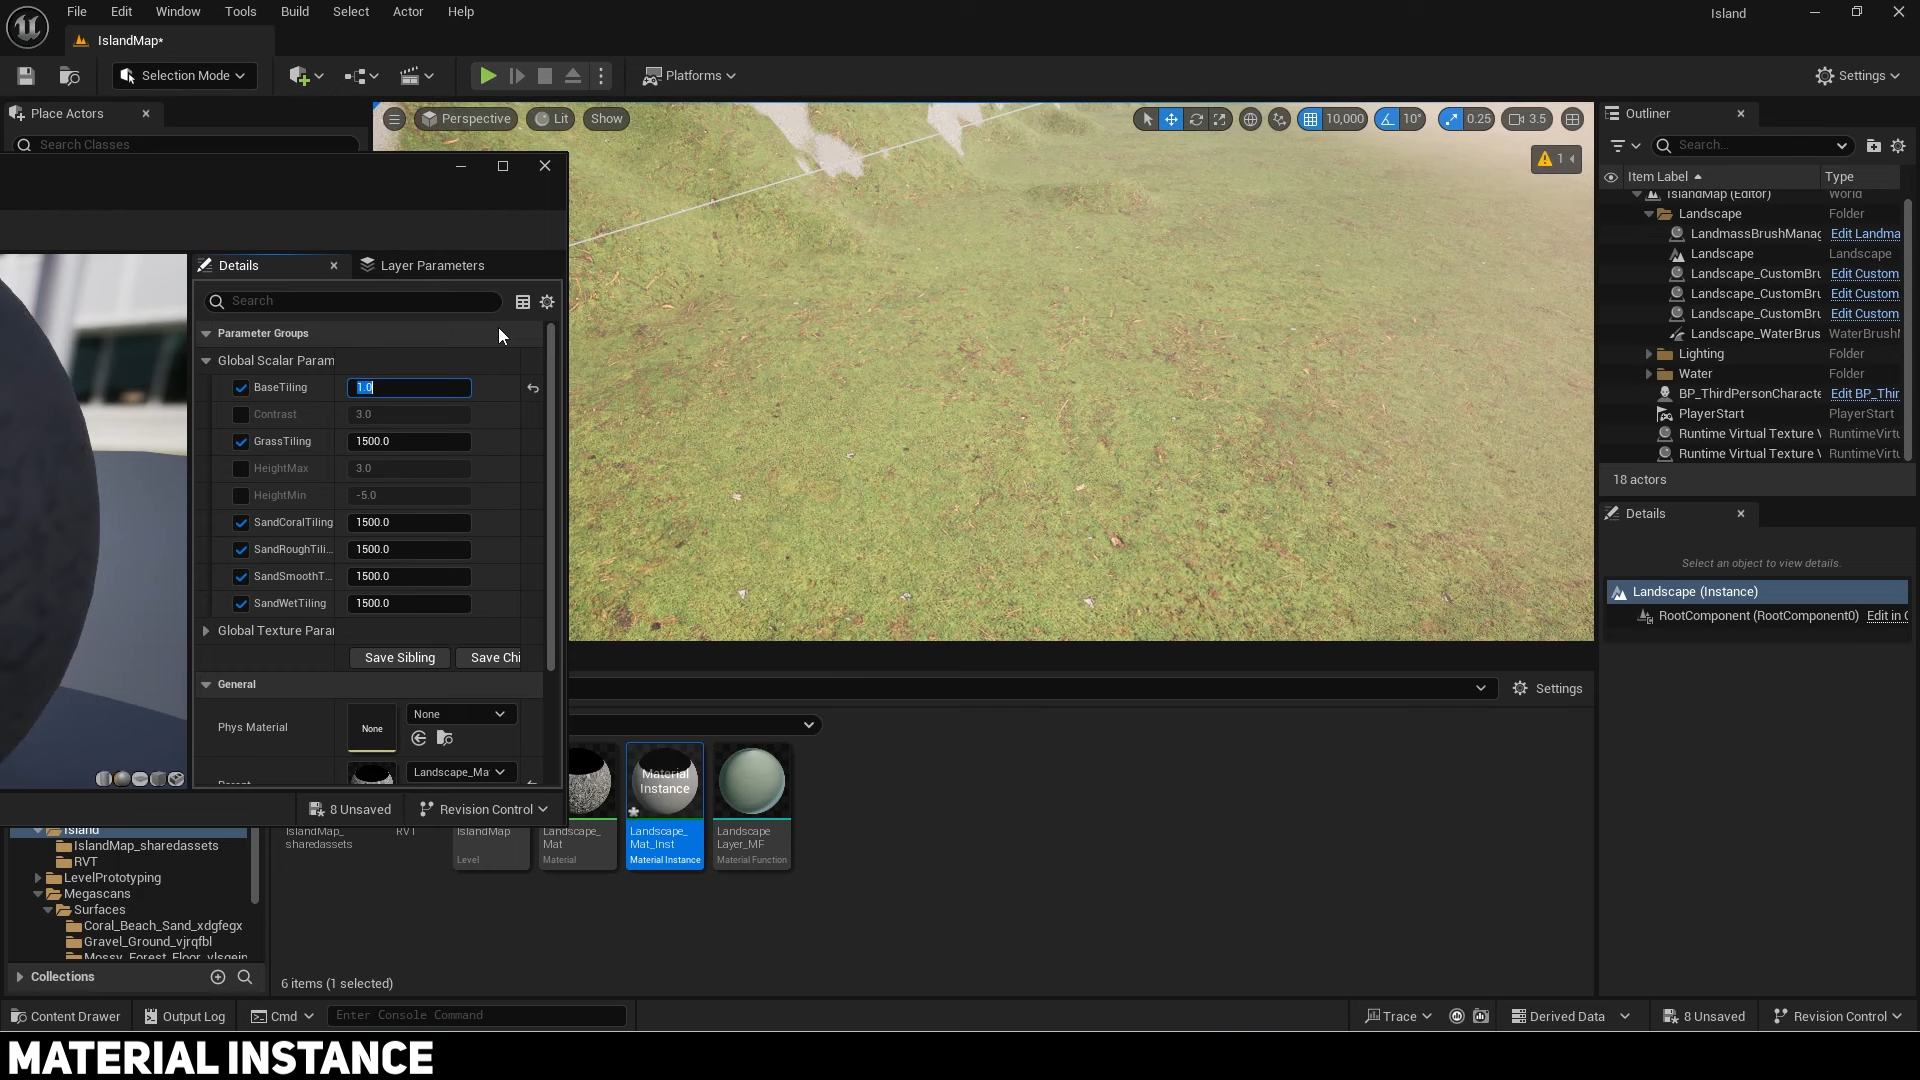 File Edit Window Tools Build Select Actor Help Island
IslandMap*
Selection Mode Platforms Settings
Place Actors
Search Classes
Perspective Lit Show 10,000 10° 0.25 3.5
1
Outliner
Search...
Item Label Type
IslandMap (Editor) World
Landscape Folder
LandmassBrushManag Edit Landma
Landscape Landscape
Landscape_CustomBru Edit Custom
Landscape_CustomBru Edit Custom
Landscape_CustomBru Edit Custom
Landscape_WaterBrus WaterBrushM
Lighting Folder
Water Folder
BP_ThirdPersonCharacte Edit BP_Thir
PlayerStart PlayerStart
Runtime Virtual Texture V RuntimeVirtu
Runtime Virtual Texture V RuntimeVirtu
18 actors
Details
Select an object to view details.
Landscape (Instance)
RootComponent (RootComponent0) Edit in C
Details Layer Parameters
Search
Parameter Groups
Global Scalar Param
BaseTiling 1.0
Contrast 3.0
GrassTiling 1500.0
HeightMax 3.0
HeightMin -5.0
SandCoralTiling 1500.0
SandRoughTili... 1500.0
SandSmoothT... 1500.0
SandWetTiling 1500.0
Global Texture Parar
Save Sibling Save Chi
General
Phys Material None None
Landscape_Ma
8 Unsaved Revision Control
Settings
Material
Instance
IslandMap_
sharedassets
RVT
IslandMap
Level
Landscape_
Mat
Material
Landscape_
Mat_Inst
Material Instance
Landscape
Layer_MF
Material Function
Island
IslandMap_sharedassets
RVT
LevelPrototyping
Megascans
Surfaces
Coral_Beach_Sand_xdgfegx
Gravel_Ground_vjrqfbl
Collections
6 items (1 selected)
Content Drawer Output Log Cmd Enter Console Command Trace Derived Data 8 Unsaved Revision Control
MATERIAL INSTANCE